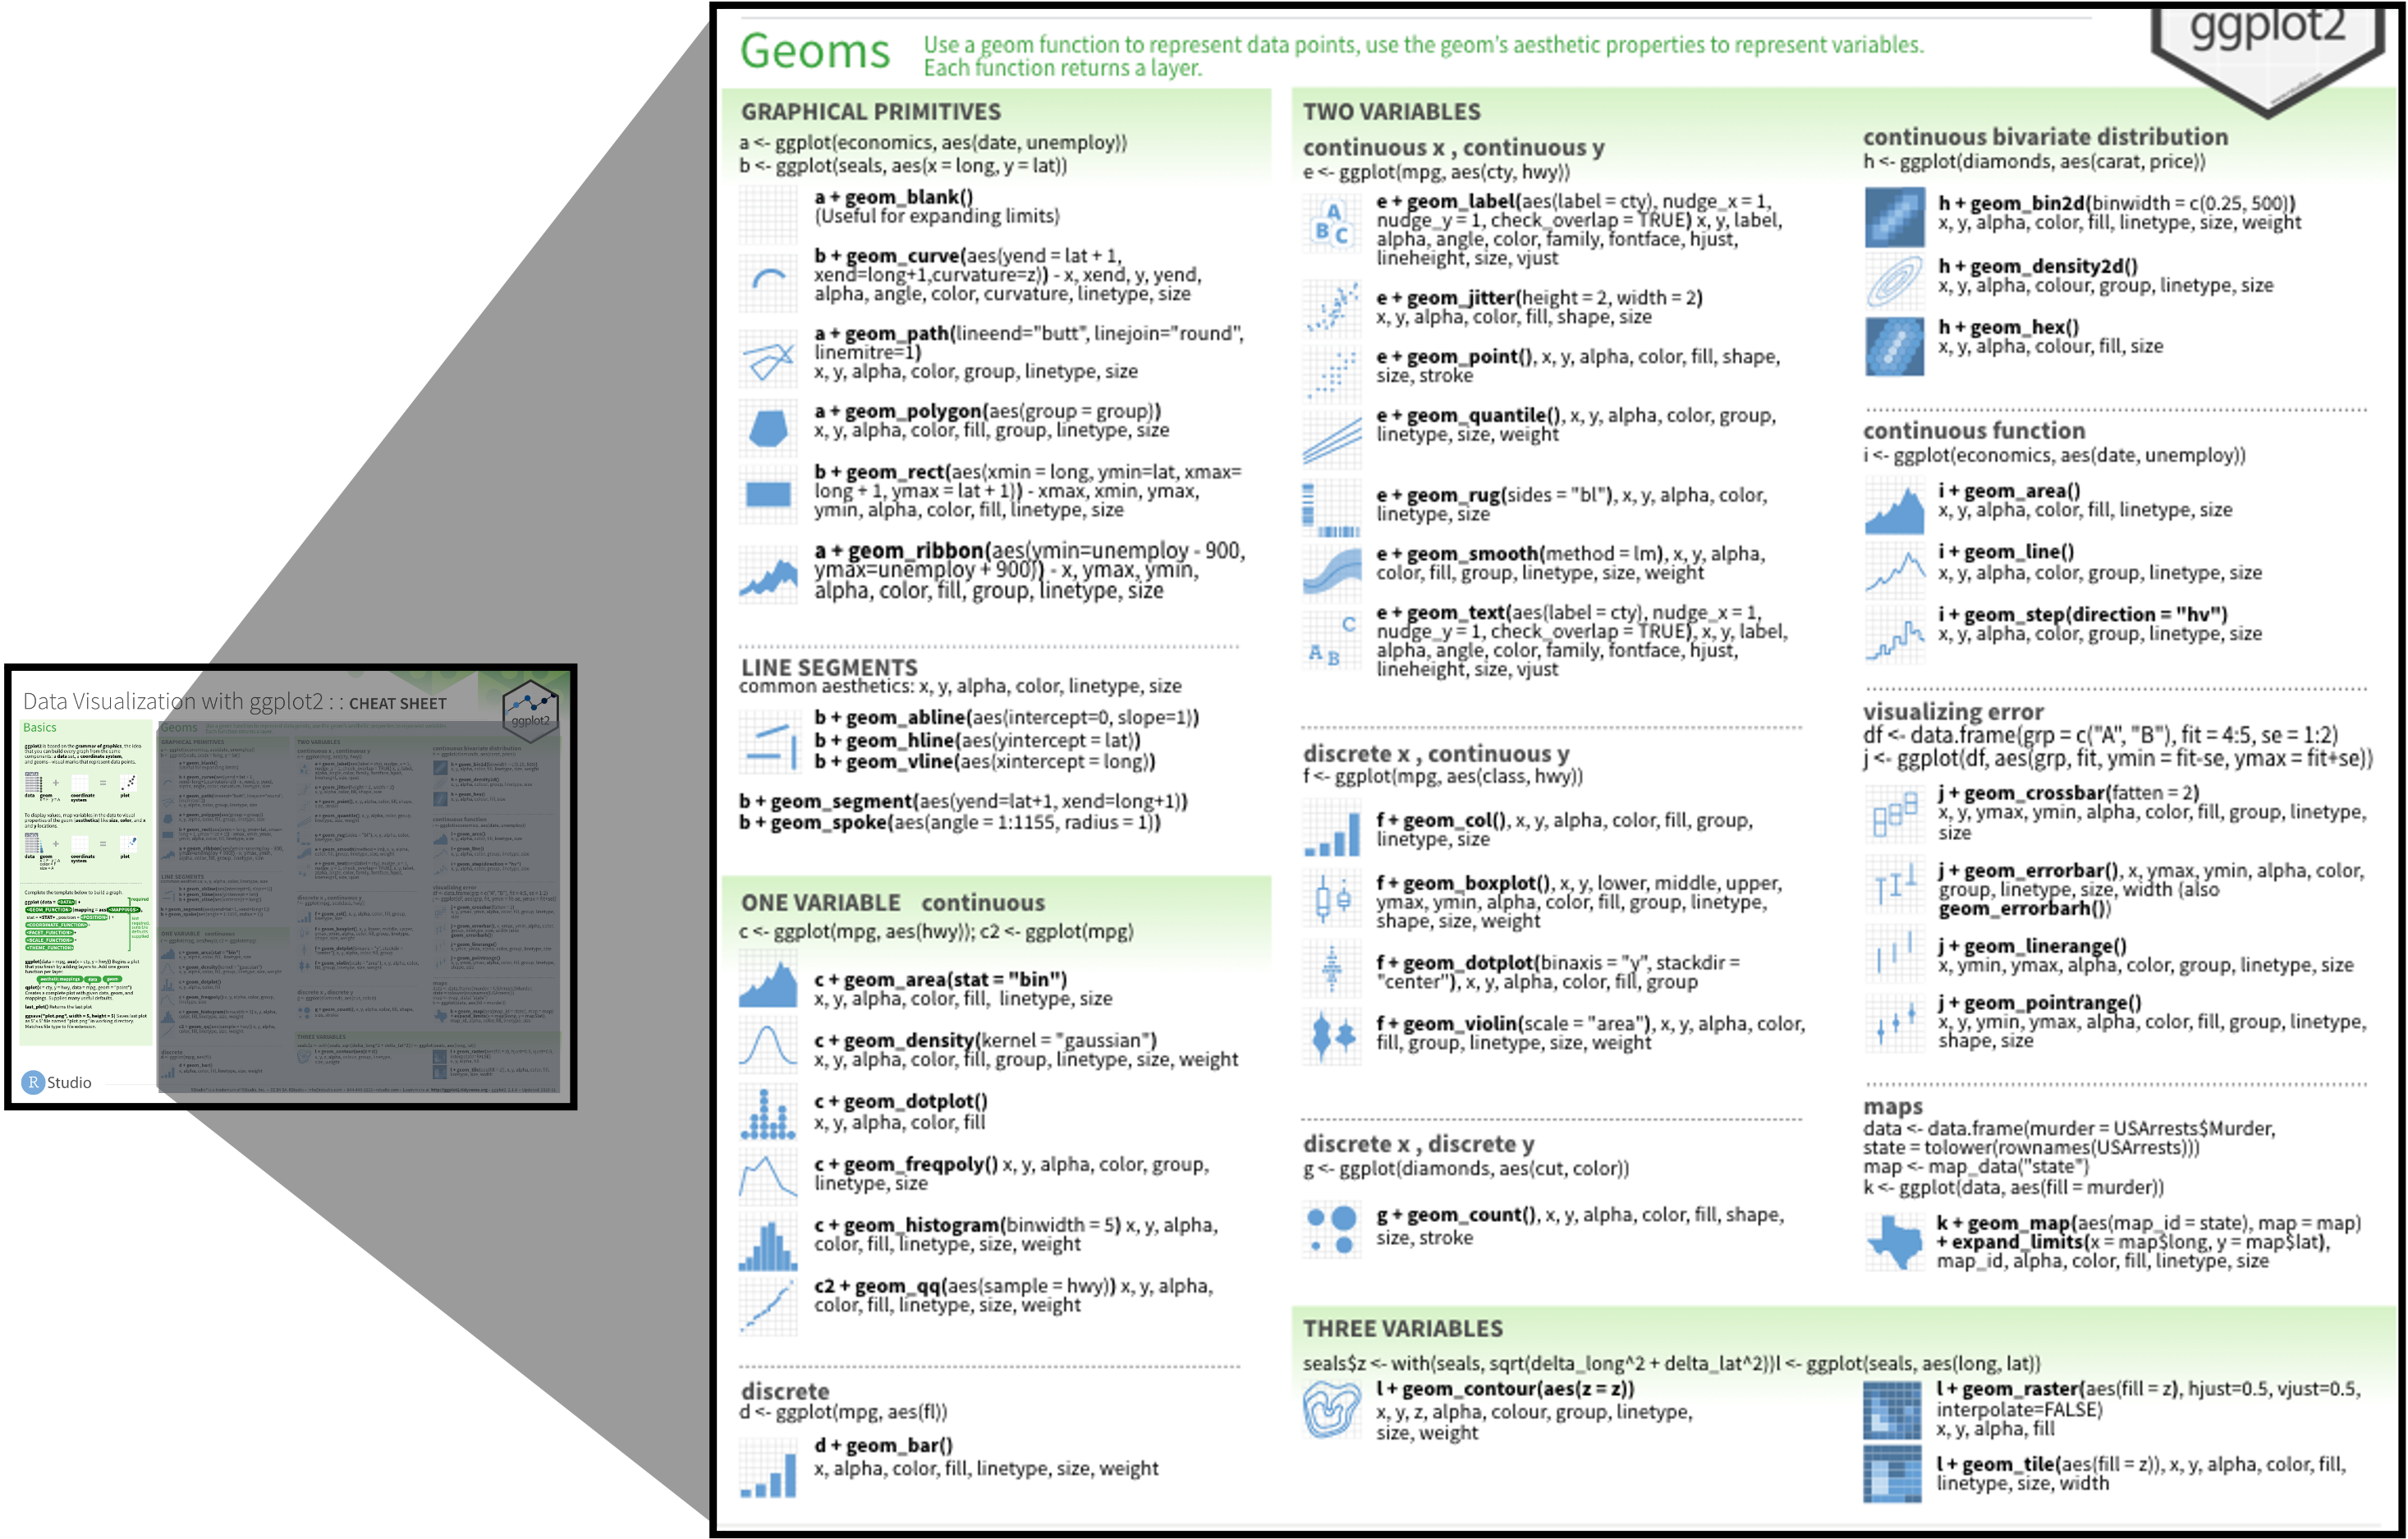 Data Visualization with ggplot2 : : CHEAT SHEET
ggplot2
Basics
R Studio
Geoms
Use a geom function to represent data points, use the geom's aesthetic properties to represent variables.
Each function returns a layer.
ggplot2
GRAPHICAL PRIMITIVES
a <- ggplot(economics, aes(date, unemploy))
b <- ggplot(seals, aes(x = long, y = lat))
a + geom_blank()
(Useful for expanding limits)
b + geom_curve(aes(yend = lat + 1,
xend=long+1,curvature=z)) - x, xend, y, yend,
alpha, angle, color, curvature, linetype, size
a + geom_path(lineend="butt", linejoin="round",
linemitre=1)
x, y, alpha, color, group, linetype, size
a + geom_polygon(aes(group = group))
x, y, alpha, color, fill, group, linetype, size
b + geom_rect(aes(xmin = long, ymin=lat, xmax=
long + 1, ymax = lat + 1)) - xmax, xmin, ymax,
ymin, alpha, color, fill, linetype, size
a + geom_ribbon(aes(ymin=unemploy - 900,
ymax=unemploy + 900)) - x, ymax, ymin,
alpha, color, fill, group, linetype, size
LINE SEGMENTS
common aesthetics: x, y, alpha, color, linetype, size
b + geom_abline(aes(intercept=0, slope=1))
b + geom_hline(aes(yintercept = lat))
b + geom_vline(aes(xintercept = long))
b + geom_segment(aes(yend=lat+1, xend=long+1))
b + geom_spoke(aes(angle = 1:1155, radius = 1))
ONE VARIABLE continuous
c <- ggplot(mpg, aes(hwy)); c2 <- ggplot(mpg)
c + geom_area(stat = "bin")
x, y, alpha, color, fill, linetype, size
c + geom_density(kernel = "gaussian")
x, y, alpha, color, fill, group, linetype, size, weight
c + geom_dotplot()
x, y, alpha, color, fill
c + geom_freqpoly() x, y, alpha, color, group,
linetype, size
c + geom_histogram(binwidth = 5) x, y, alpha,
color, fill, linetype, size, weight
c2 + geom_qq(aes(sample = hwy)) x, y, alpha,
color, fill, linetype, size, weight
discrete
d <- ggplot(mpg, aes(fl))
d + geom_bar()
x, alpha, color, fill, linetype, size, weight
TWO VARIABLES
continuous x , continuous y
e <- ggplot(mpg, aes(cty, hwy))
A
B C
e + geom_label(aes(label = cty), nudge_x = 1,
nudge_y = 1, check_overlap = TRUE) x, y, label,
alpha, angle, color, family, fontface, hjust,
lineheight, size, vjust
e + geom_jitter(height = 2, width = 2)
x, y, alpha, color, fill, shape, size
e + geom_point(), x, y, alpha, color, fill, shape,
size, stroke
e + geom_quantile(), x, y, alpha, color, group,
linetype, size, weight
e + geom_rug(sides = "bl"), x, y, alpha, color,
linetype, size
e + geom_smooth(method = lm), x, y, alpha,
color, fill, group, linetype, size, weight
C
A B
e + geom_text(aes(label = cty), nudge_x = 1,
nudge_y = 1, check_overlap = TRUE), x, y, label,
alpha, angle, color, family, fontface, hjust,
lineheight, size, vjust
discrete x , continuous y
f <- ggplot(mpg, aes(class, hwy))
f + geom_col(), x, y, alpha, color, fill, group,
linetype, size
f + geom_boxplot(), x, y, lower, middle, upper,
ymax, ymin, alpha, color, fill, group, linetype,
shape, size, weight
f + geom_dotplot(binaxis = "y", stackdir =
"center"), x, y, alpha, color, fill, group
f + geom_violin(scale = "area"), x, y, alpha, color,
fill, group, linetype, size, weight
discrete x , discrete y
g <- ggplot(diamonds, aes(cut, color))
g + geom_count(), x, y, alpha, color, fill, shape,
size, stroke
continuous bivariate distribution
h <- ggplot(diamonds, aes(carat, price))
h + geom_bin2d(binwidth = c(0.25, 500))
x, y, alpha, color, fill, linetype, size, weight
h + geom_density2d()
x, y, alpha, colour, group, linetype, size
h + geom_hex()
x, y, alpha, colour, fill, size
continuous function
i <- ggplot(economics, aes(date, unemploy))
i + geom_area()
x, y, alpha, color, fill, linetype, size
i + geom_line()
x, y, alpha, color, group, linetype, size
i + geom_step(direction = "hv")
x, y, alpha, color, group, linetype, size
visualizing error
df <- data.frame(grp = c("A", "B"), fit = 4:5, se = 1:2)
j <- ggplot(df, aes(grp, fit, ymin = fit-se, ymax = fit+se))
j + geom_crossbar(fatten = 2)
x, y, ymax, ymin, alpha, color, fill, group, linetype,
size
j + geom_errorbar(), x, ymax, ymin, alpha, color,
group, linetype, size, width (also
geom_errorbarh())
j + geom_linerange()
x, ymin, ymax, alpha, color, group, linetype, size
j + geom_pointrange()
x, y, ymin, ymax, alpha, color, fill, group, linetype,
shape, size
maps
data <- data.frame(murder = USArrests$Murder,
state = tolower(rownames(USArrests)))
map <- map_data("state")
k <- ggplot(data, aes(fill = murder))
k + geom_map(aes(map_id = state), map = map)
+ expand_limits(x = map$long, y = map$lat),
map_id, alpha, color, fill, linetype, size
THREE VARIABLES
seals$z <- with(seals, sqrt(delta_long^2 + delta_lat^2))l <- ggplot(seals, aes(long, lat))
l + geom_contour(aes(z = z))
x, y, z, alpha, colour, group, linetype,
size, weight
l + geom_raster(aes(fill = z), hjust=0.5, vjust=0.5,
interpolate=FALSE)
x, y, alpha, fill
l + geom_tile(aes(fill = z)), x, y, alpha, color, fill,
linetype, size, width